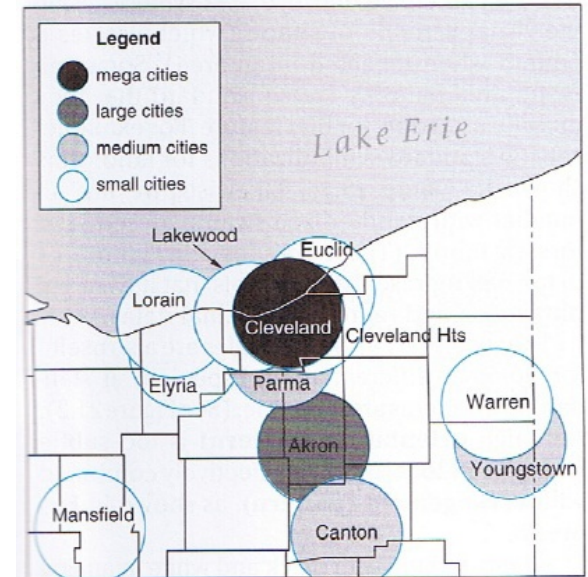 Legend
mega cities
large cities
medium cities
small cities
Lake Erie
Lakewood
Euclid
Lorain
Cleveland
Cleveland Hts
Elyria
Parma
Warren
Akron
Youngstown
Mansfield
Canton